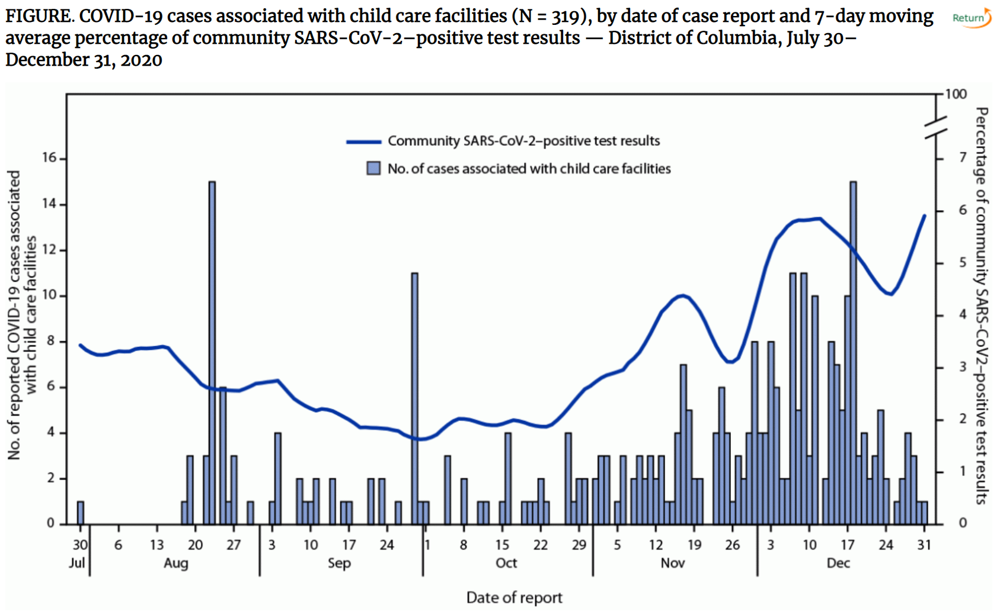 FIGURE. COVID-19 cases associated with child care facilities (N = 319), by date of case report and 7-day moving
average percentage of community SARS-CoV-2–positive test results — District of Columbia, July 30–
December 31, 2020
Return
Community SARS-CoV-2–positive test results
No. of cases associated with child care facilities
No. of reported COVID-19 cases associated
with child care facilities
16
14
12
10
8
6
4
2
0
100
7
6
5
4
3
2
1
0
Percentage of community SARS-CoV2–positive test results
30 6 13 20 27 3 10 17 24 1 8 15 22 29 5 12 19 26 3 10 17 24 31
Jul Aug Sep Oct Nov Dec
Date of report